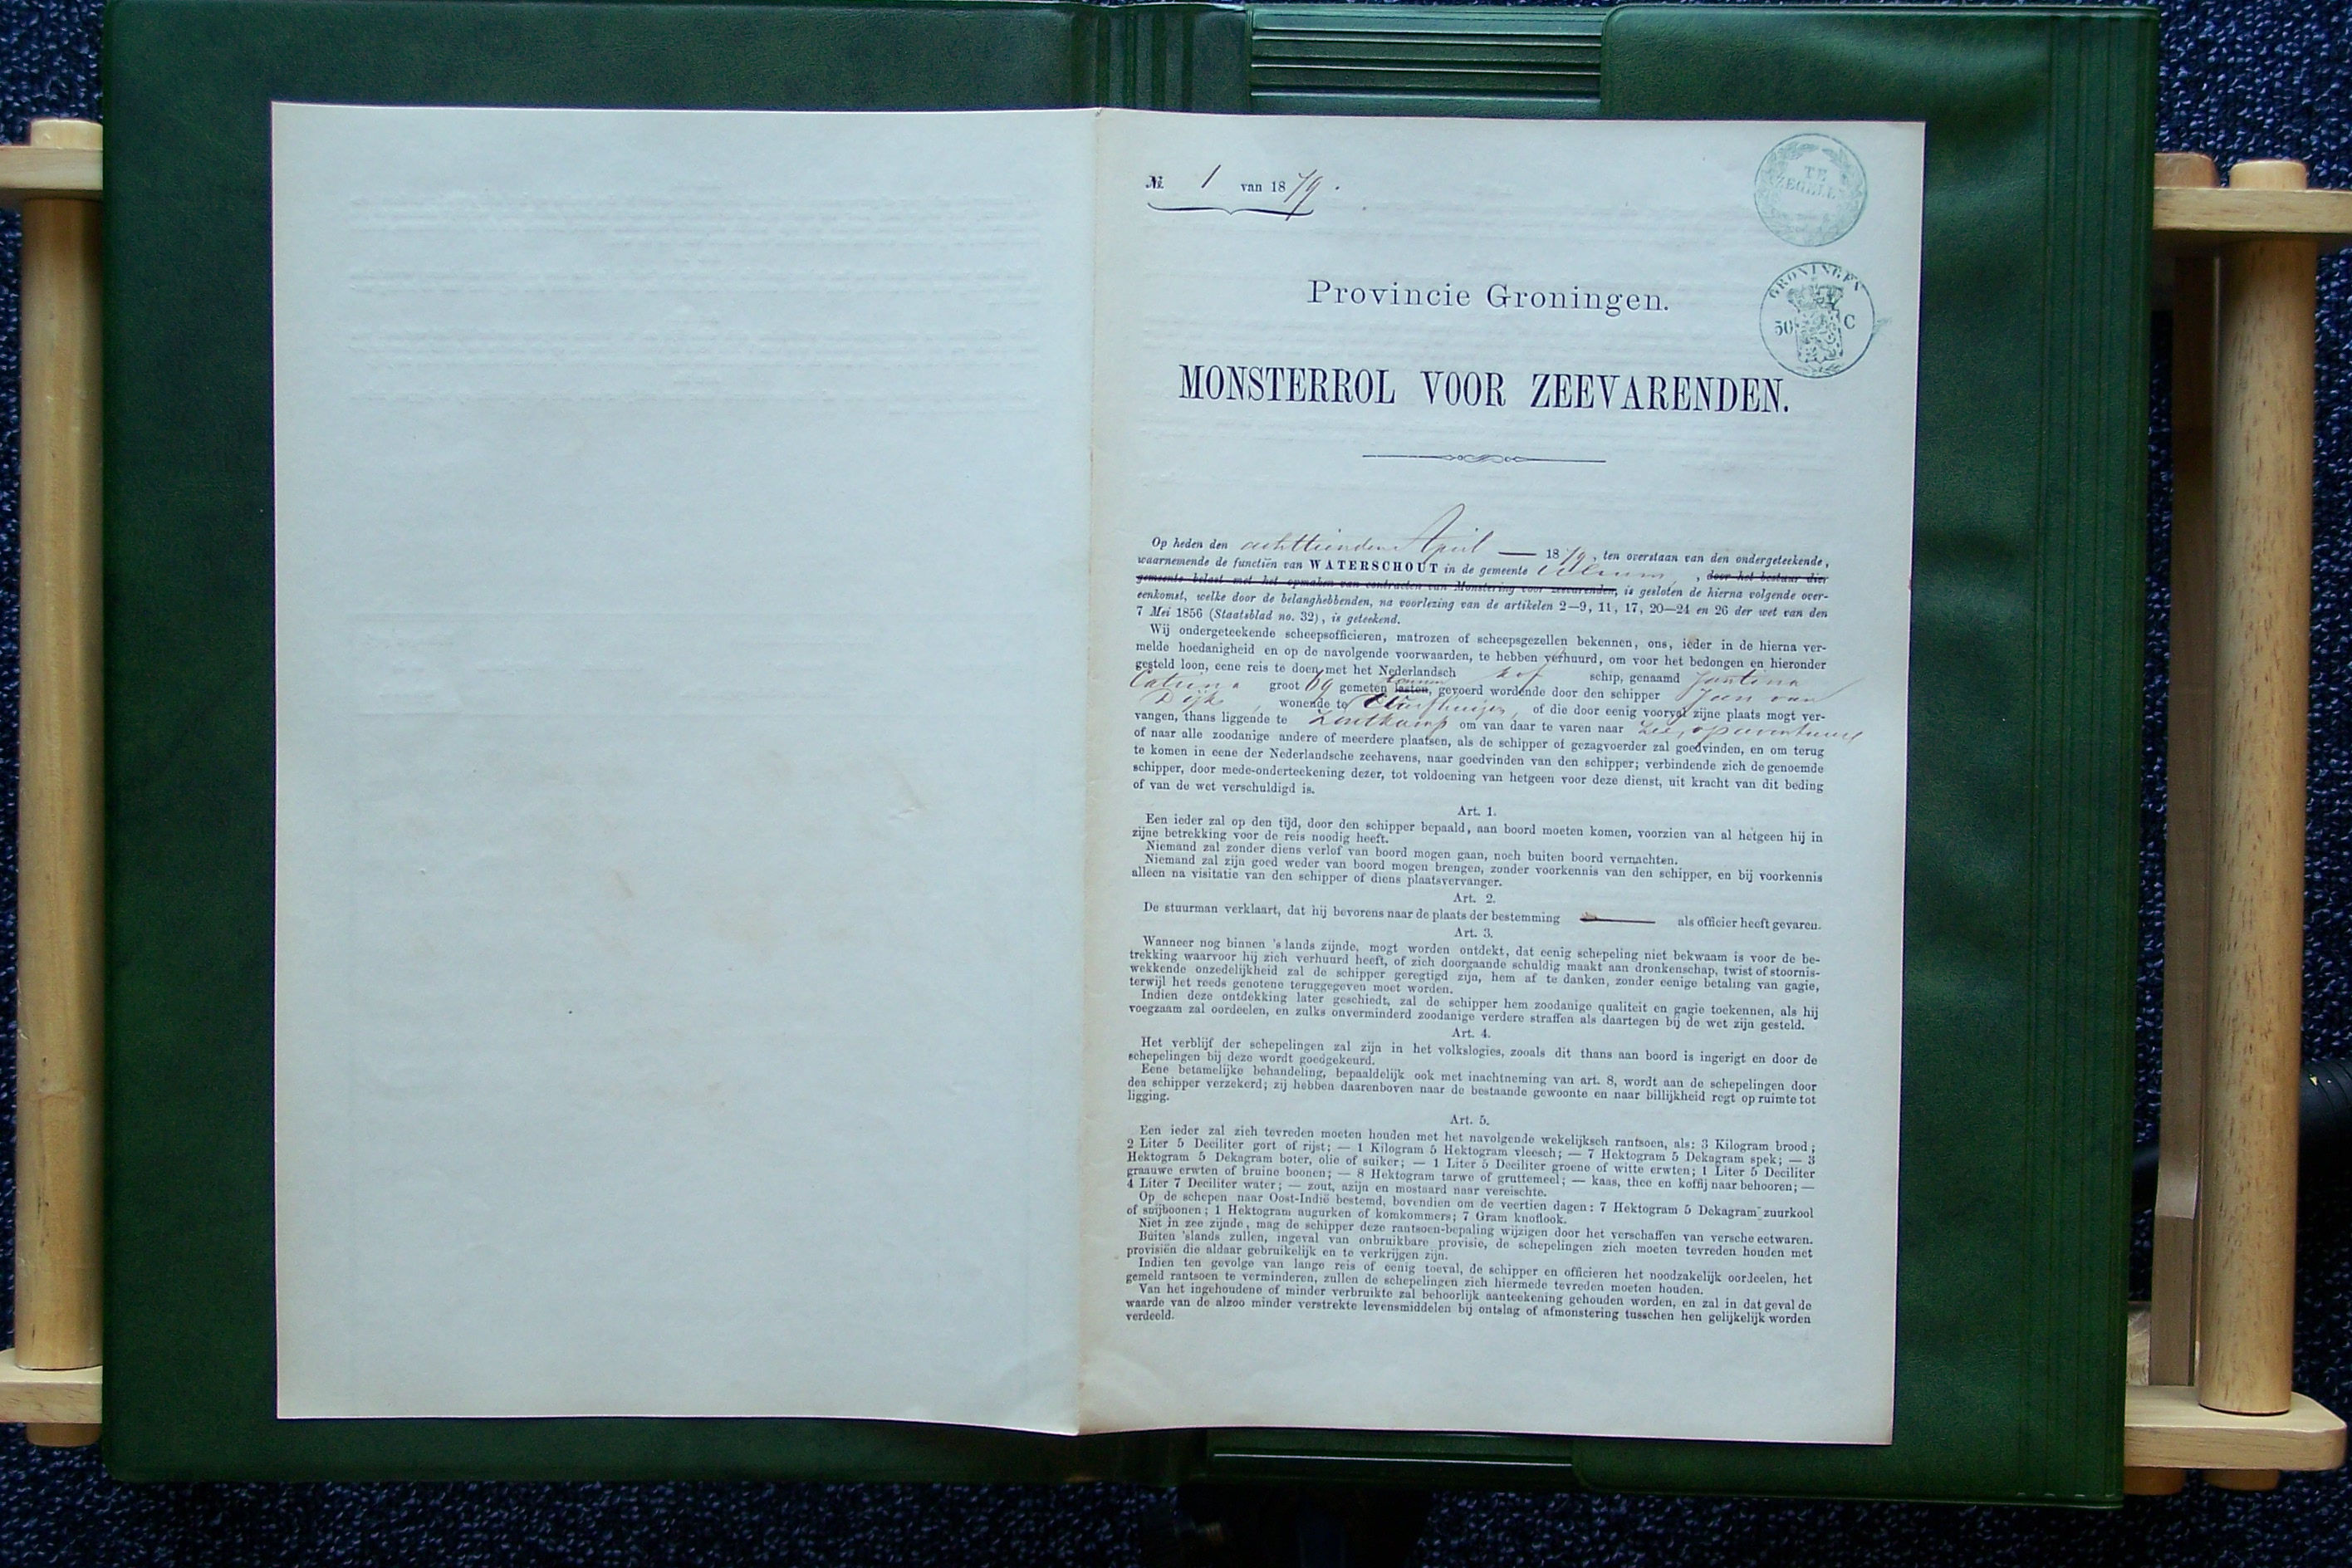 №. 1 van 1879.
TE
ZEGELEN
GRONINGEN
50 C
Provincie Groningen.
MONSTERROL VOOR ZEEVARENDEN.
Op heden den achttienden April — 1879, ten overstaan van den ondergeteekende,
waarnemende de functiën van WATERSCHOUT in de gemeente Ulrum, , door het bestuur dier
gemeente belast met het opmaken van contracten van Monstering voor zeevarenden, is gesloten de hierna volgende over-
eenkomst, welke door de belanghebbenden, na voorlezing van de artikelen 2—9, 11, 17, 20—24 en 26 der wet van den
7 Mei 1856 (Staatsblad no. 32), is geteekend.
Wij ondergeteekende scheepsofficieren, matrozen of scheepsgezellen bekennen, ons, ieder in de hierna ver-
melde hoedanigheid en op de navolgende voorwaarden, te hebben verhuurd, om voor het bedongen en hieronder
gesteld loon, eene reis te doen met het Nederlandsch kof schip, genaamd Jantina
Catrina groot 69 gemeten tonnen lasten, gevoerd wordende door den schipper Jan van
Dijk, wonende te , of die door eenig voorval zijne plaats mogt ver-
vangen, thans liggende te Zoutkamp om van daar te varen naar Zee, op aventuure
of naar alle zoodanige andere of meerdere plaatsen, als de schipper of gezagvoerder zal goedvinden, en om terug
te komen in eene der Nederlandsche zeehavens, naar goedvinden van den schipper; verbindende zich de genoemde
schipper, door mede-onderteekening dezer, tot voldoening van hetgeen voor deze dienst, uit kracht van dit beding
of van de wet verschuldigd is.
Art. 1.
Een ieder zal op den tijd, door den schipper bepaald, aan boord moeten komen, voorzien van al hetgeen hij in
zijne betrekking voor de reis noodig heeft.
Niemand zal zonder diens verlof van boord mogen gaan, noch buiten boord vernachten.
Niemand zal zijn goed weder van boord mogen brengen, zonder voorkennis van den schipper, en bij voorkennis
alleen na visitatie van den schipper of diens plaatsvervanger.
Art. 2.
De stuurman verklaart, dat hij bevorens naar de plaats der bestemming — als officier heeft gevaren.
Art. 3.
Wanneer nog binnen 's lands zijnde, mogt worden ontdekt, dat eenig schepeling niet bekwaam is voor de be-
trekking waarvoor hij zich verhuurd heeft, of zich doorgaande schuldig maakt aan dronkenschap, twist of stoornis-
wekkende onzedelijkheid zal de schipper geregtigd zijn, hem af te danken, zonder eenige betaling van gagie,
terwijl het reeds genotene teruggegeven moet worden.
Indien deze ontdekking later geschiedt, zal de schipper hem zoodanige qualiteit en gagie toekennen, als hij
voegzaam zal oordeelen, en zulks onverminderd zoodanige verdere straffen als daartegen bij de wet zijn gesteld.
Art. 4.
Het verblijf der schepelingen zal zijn in het volkslogies, zooals dit thans aan boord is ingerigt en door de
schepelingen bij deze wordt goedgekeurd.
Eene betamelijke behandeling, bepaaldelijk ook met inachtneming van art. 8, wordt aan de schepelingen door
den schipper verzekerd; zij hebben daarenboven naar de bestaande gewoonte en naar billijkheid regt op ruimte tot
ligging.
Art. 5.
Een ieder zal zich tevreden moeten houden met het navolgende wekelijksch rantsoen, als: 3 Kilogram brood;
2 Liter 5 Deciliter gort of rijst; — 1 Kilogram 5 Hektogram vleesch; — 7 Hektogram 5 Dekagram spek; — 3
Hektogram 5 Dekagram boter, olie of suiker; — 1 Liter 5 Deciliter groene of witte erwten; 1 Liter 5 Deciliter
graauwe erwten of bruine boonen; — 8 Hektogram tarwe of gruttemeel; — kaas, thee en koffij naar behooren; —
4 Liter 7 Deciliter water; — zout, azijn en mostaard naar vereischte.
Op de schepen naar Oost-Indië bestemd, bovendien om de veertien dagen: 7 Hektogram 5 Dekagram zuurkool
of snijboonen; 1 Hektogram augurken of komkommers; 7 Gram knoflook.
Niet in zee zijnde, mag de schipper deze rantsoen-bepaling wijzigen door het verschaffen van versche eetwaren.
Buiten 'slands zullen, ingeval van onbruikbare provisie, de schepelingen zich moeten tevreden houden met
provisiën die aldaar gebruikelijk en te verkrijgen zijn.
Indien ten gevolge van lange reis of eenig toeval, de schipper en officieren het noodzakelijk oordeelen, het
gemeld rantsoen te verminderen, zullen de schepelingen zich hiermede tevreden moeten houden.
Van het ingehoudene of minder verbruikte zal behoorlijk aanteekening gehouden worden, en zal in dat geval de
waarde van de alzoo minder verstrekte levensmiddelen bij ontslag of afmonstering tusschen hen gelijkelijk worden
verdeeld.